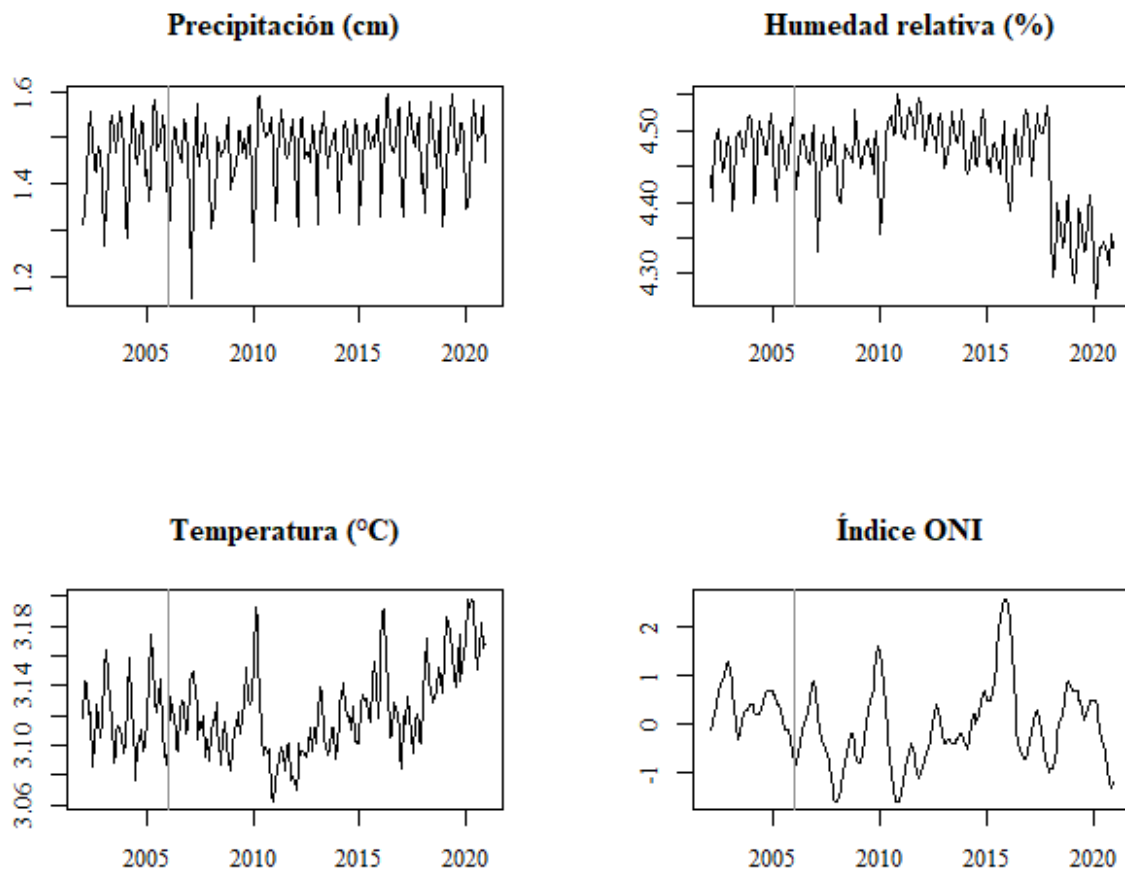 Precipitación (cm)
1.6
1.4
1.2
2005 2010 2015 2020
Humedad relativa (%)
4.50
4.40
4.30
2005 2010 2015 2020
Temperatura (°C)
3.18
3.14
3.10
3.06
2005 2010 2015 2020
Índice ONI
2
1
0
-1
2005 2010 2015 2020